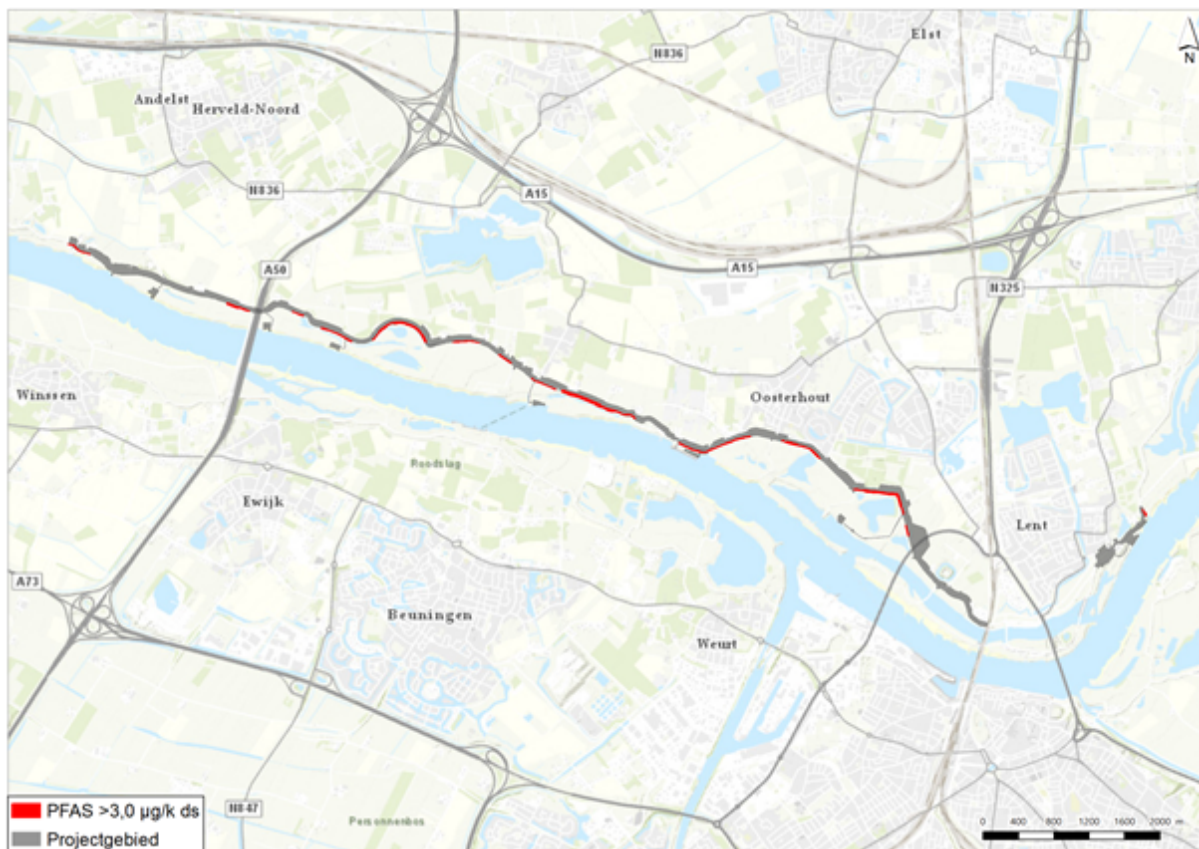 Elst
N836
N
Andelst
Herveld-Noord
N836
A15
A50
A15
N325
Winssen
Oosterhout
Roodslag
Ewijk
Lent
A73
Beuningen
Weurt
PFAS >3,0 µg/k ds
N847
Personnenbos
Projectgebied
0 400 800 1200 1600 2000 m